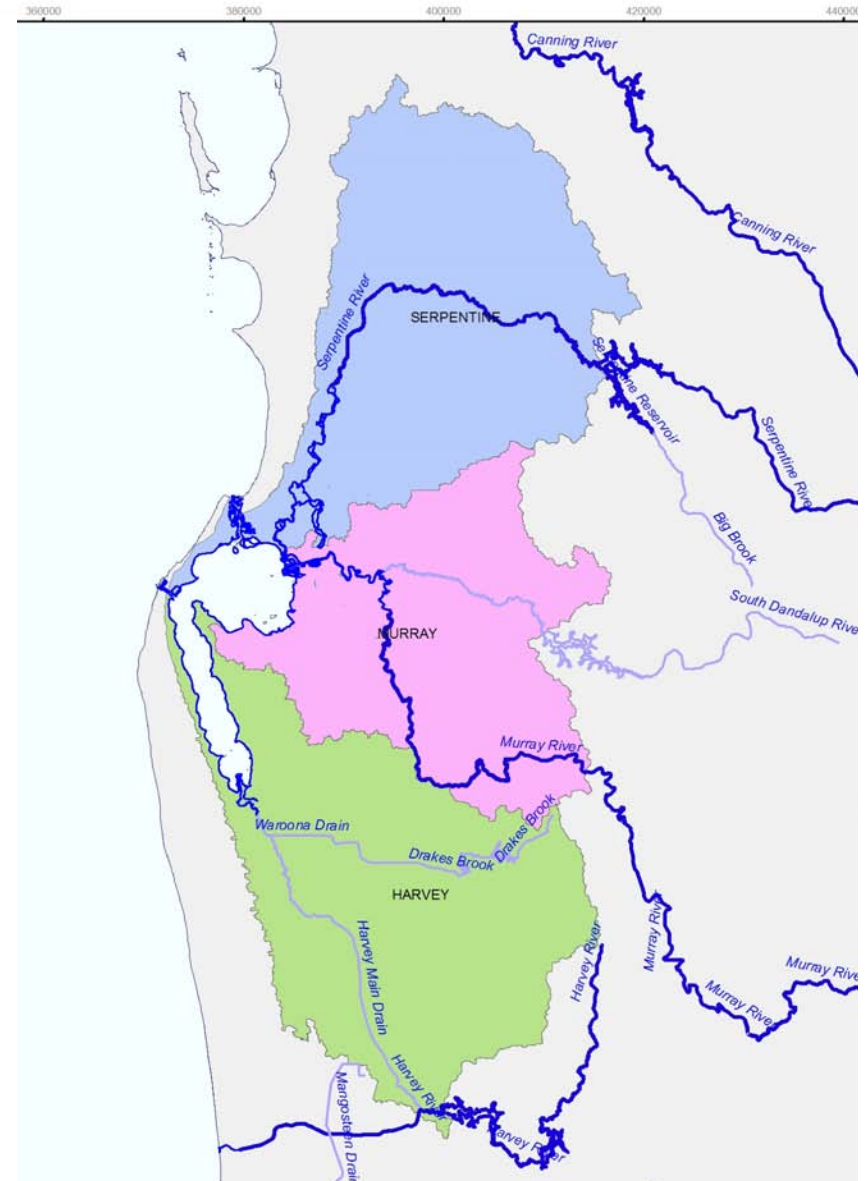 360000
380000
400000
420000
440000
Canning River
Canning River
Serpentine River
SERPENTINE
Serpentine Reservoir
Serpentine River
Big Brook
South Dandalup River
MURRAY
Murray River
Waroona Drain
Drakes Brook
Drakes Brook
HARVEY
Harvey River
Murray River
Harvey Main Drain
Murray River
Murray River
Harvey River
Mangosteen Drain
Harvey River